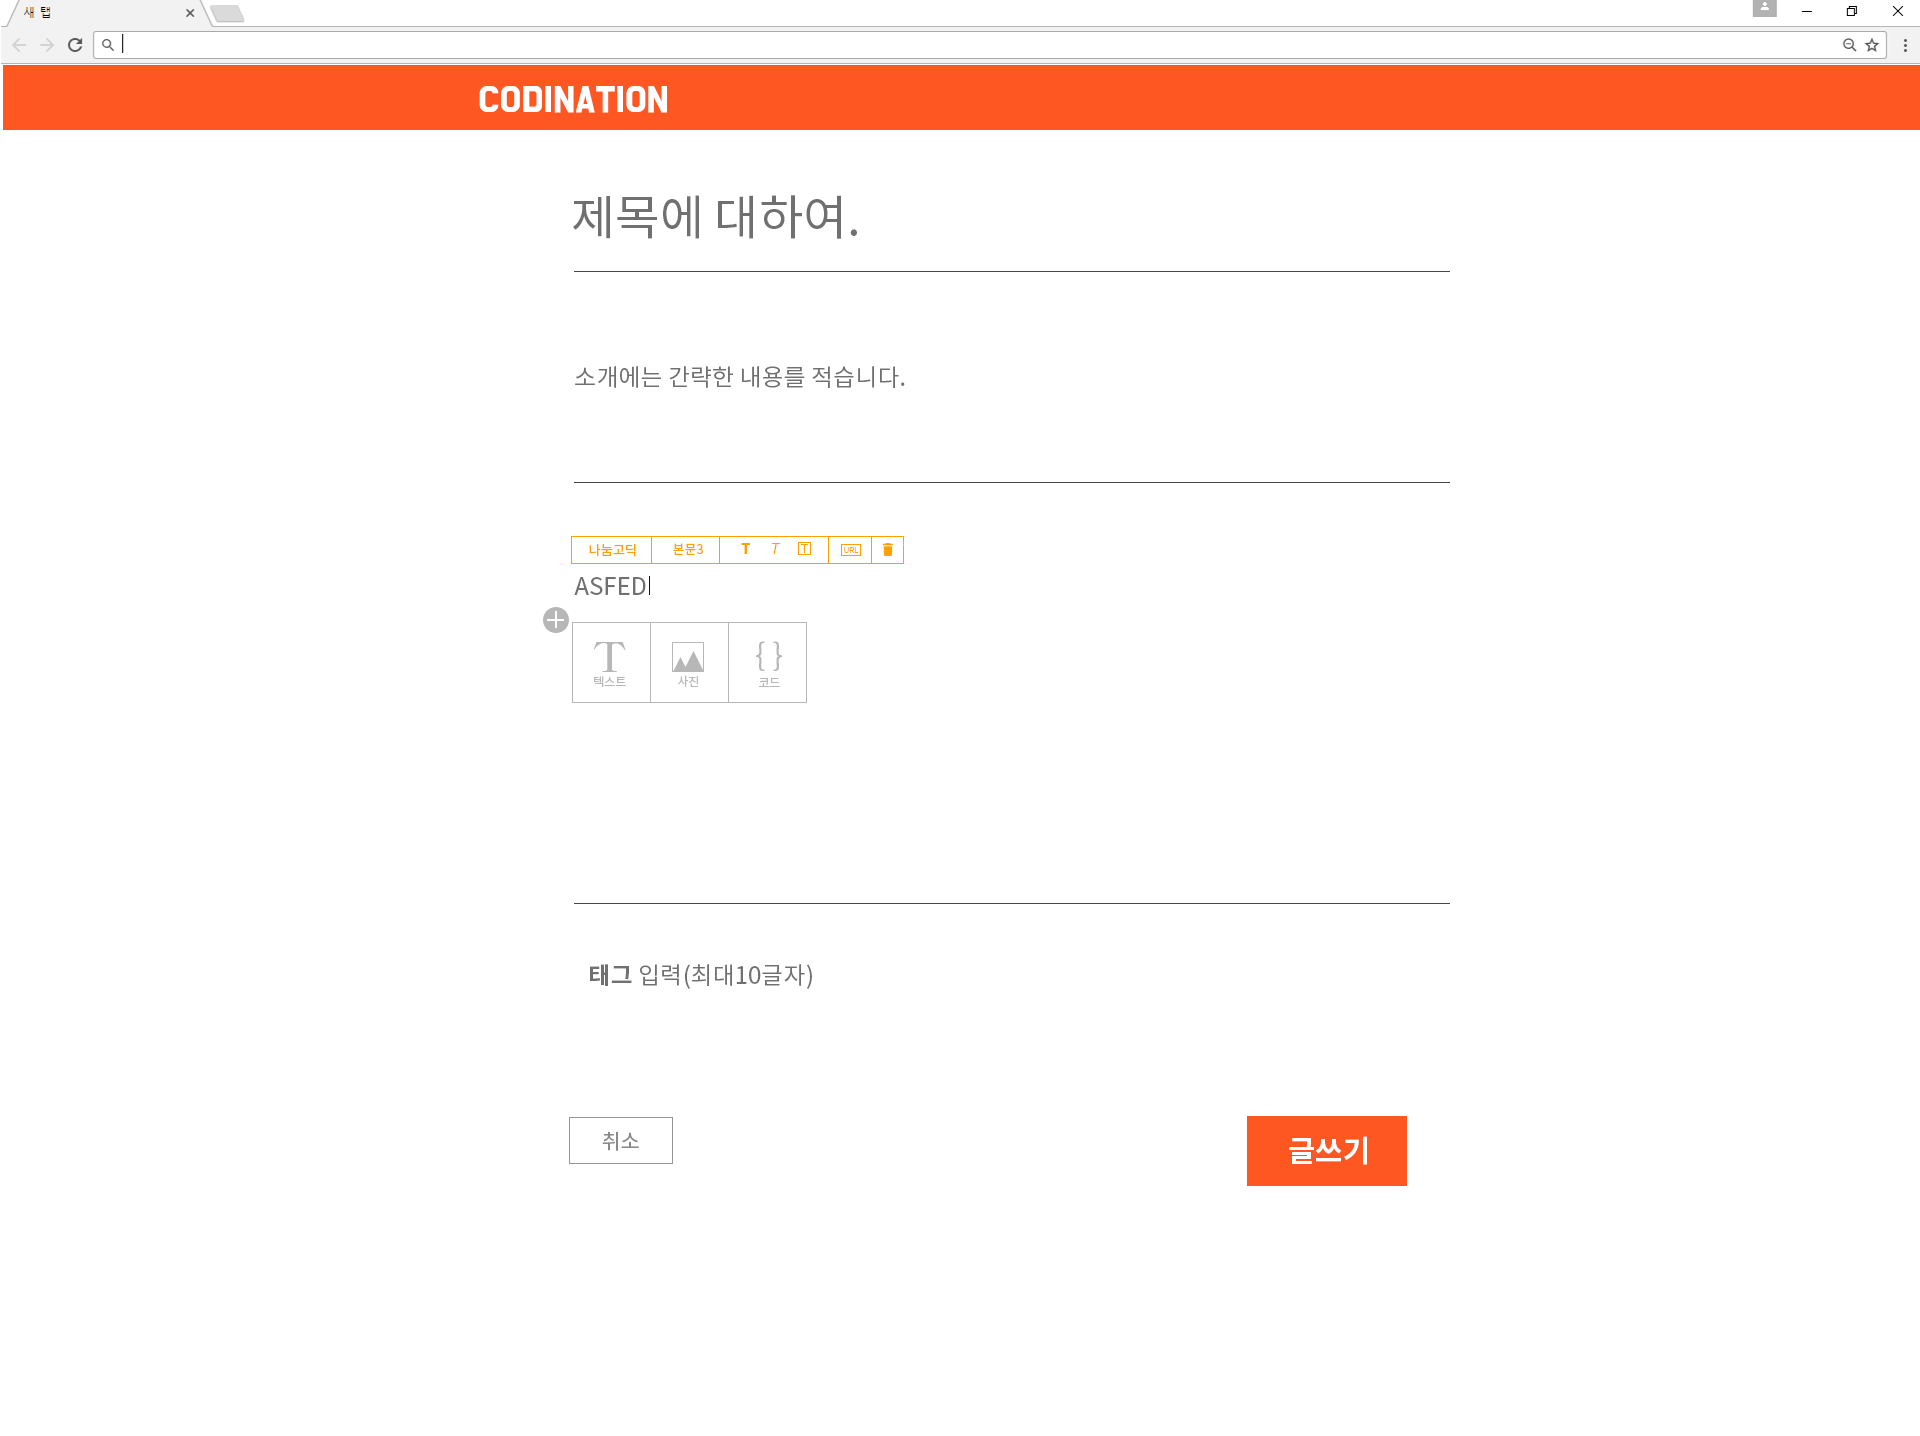 새 탭
CODINATION
제목에 대하여.
소개에는 간략한 내용를 적습니다.
나눔고딕 본문3 T T T URL
ASFED
T { }
텍스트 사진 코드
태그 입력(최대10글자)
취소 글쓰기